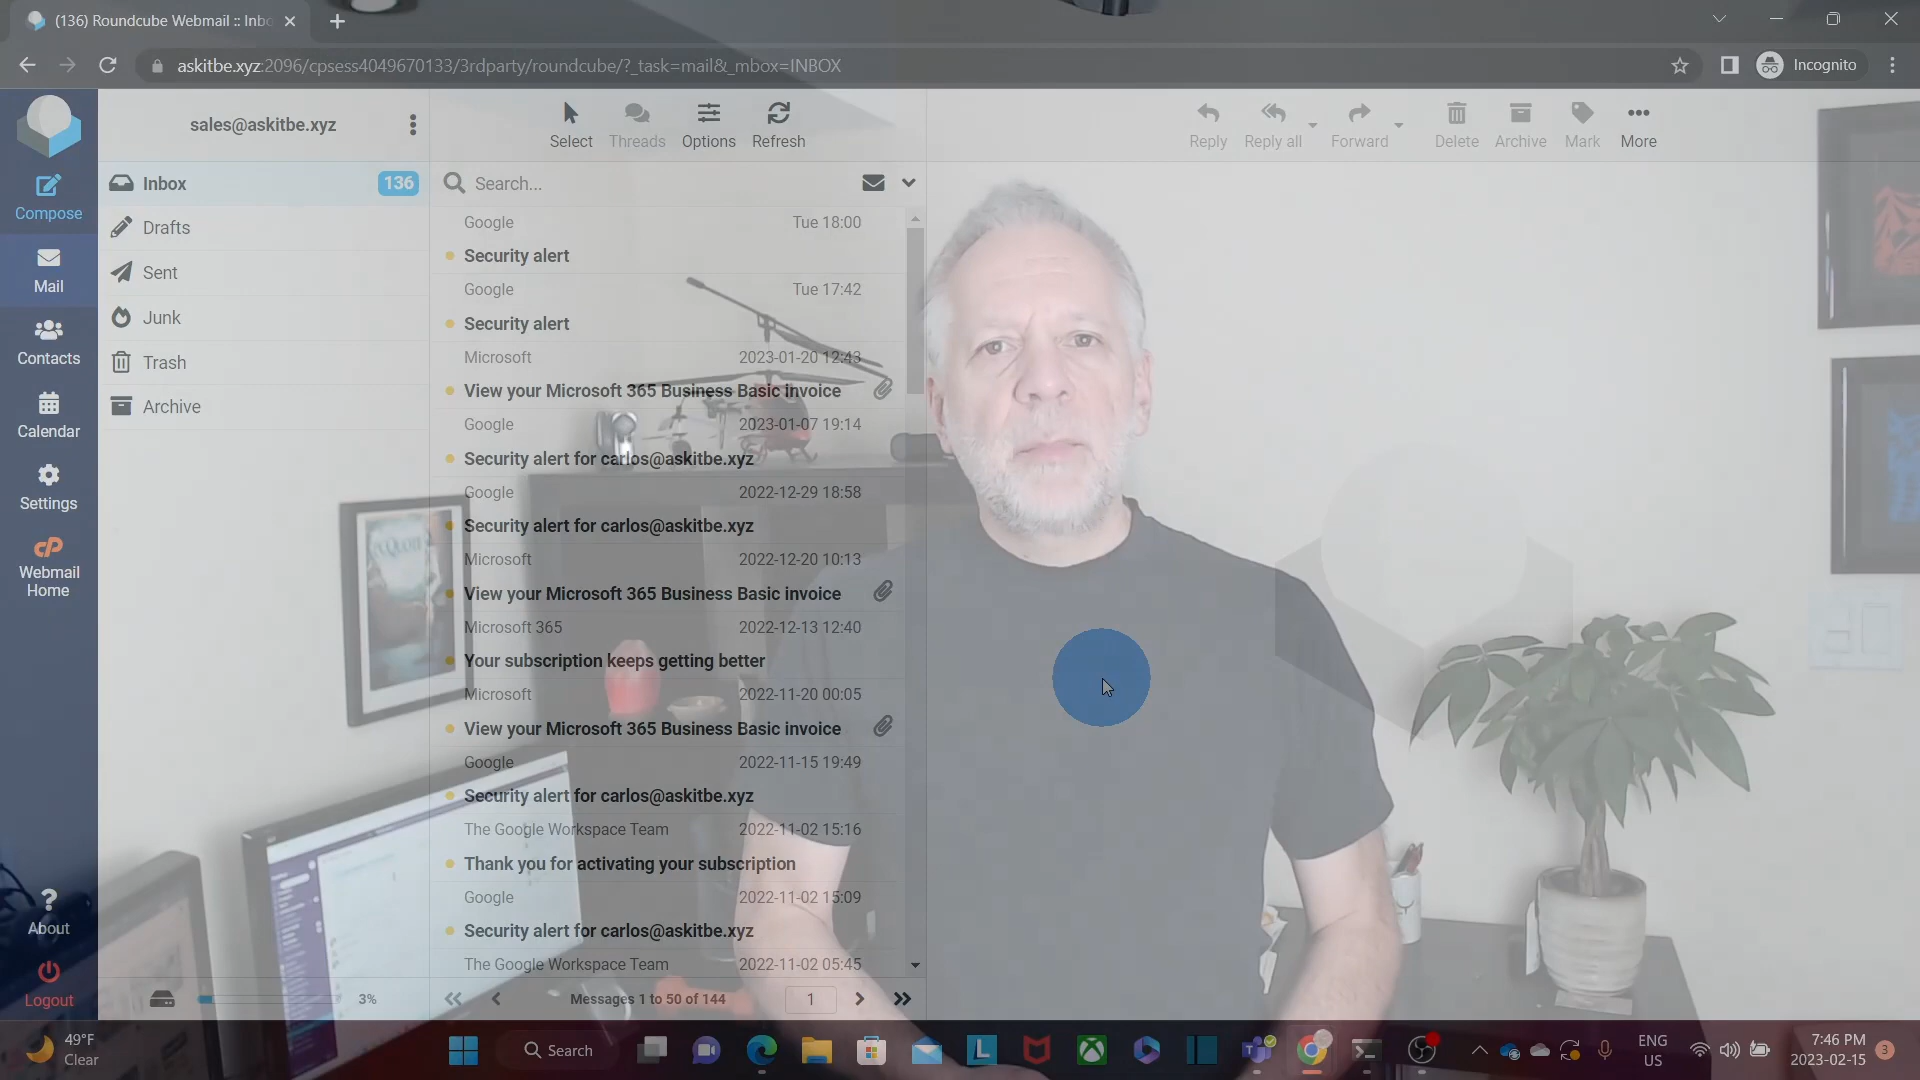 (136) Roundcube Webmail :: Inbo
askitbe.xyz:2096/cpsess4049670133/3rdparty/roundcube/?_task=mail&_mbox=INBOX
Incognito
sales@askitbe.xyz
Select
Threads
Options
Refresh
Reply
Reply all
Forward
Delete
Archive
Mark
More
Compose
Mail
Contacts
Calendar
Settings
cP
Webmail
Home
About
Logout
Inbox 136
Drafts
Sent
Junk
Trash
Archive
3%
Search...
Google Tue 18:00
Security alert
Google Tue 17:42
Security alert
Microsoft 2023-01-20 12:43
View your Microsoft 365 Business Basic invoice
Google 2023-01-07 19:14
Security alert for carlos@askitbe.xyz
Google 2022-12-29 18:58
Security alert for carlos@askitbe.xyz
Microsoft 2022-12-20 10:13
View your Microsoft 365 Business Basic invoice
Microsoft 365 2022-12-13 12:40
Your subscription keeps getting better
Microsoft 2022-11-20 00:05
View your Microsoft 365 Business Basic invoice
Google 2022-11-15 19:49
Security alert for carlos@askitbe.xyz
The Google Workspace Team 2022-11-02 15:16
Thank you for activating your subscription
Google 2022-11-02 15:09
Security alert for carlos@askitbe.xyz
The Google Workspace Team 2022-11-02 05:45
Messages 1 to 50 of 144
1
49°F
Clear
Search
L
ENG
US
7:46 PM
2023-02-15
3